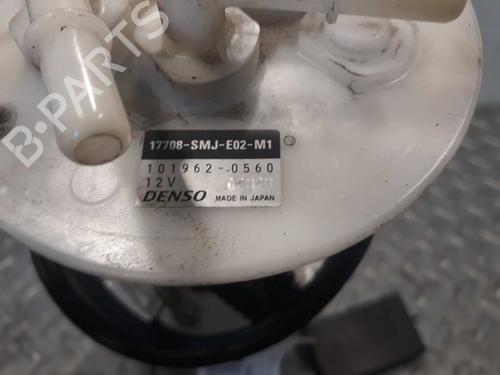 B-PARTS
17708-SMJ-E02-M1
101962-0560
12V
DENSO MADE IN JAPAN